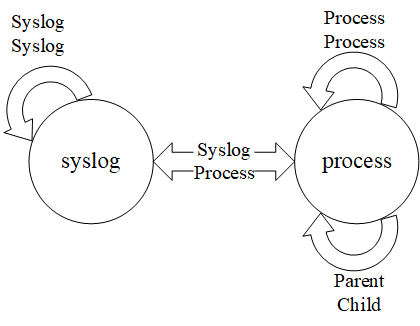 Syslog
Syslog
Process
Process
syslog
Syslog
Process
process
Parent
Child